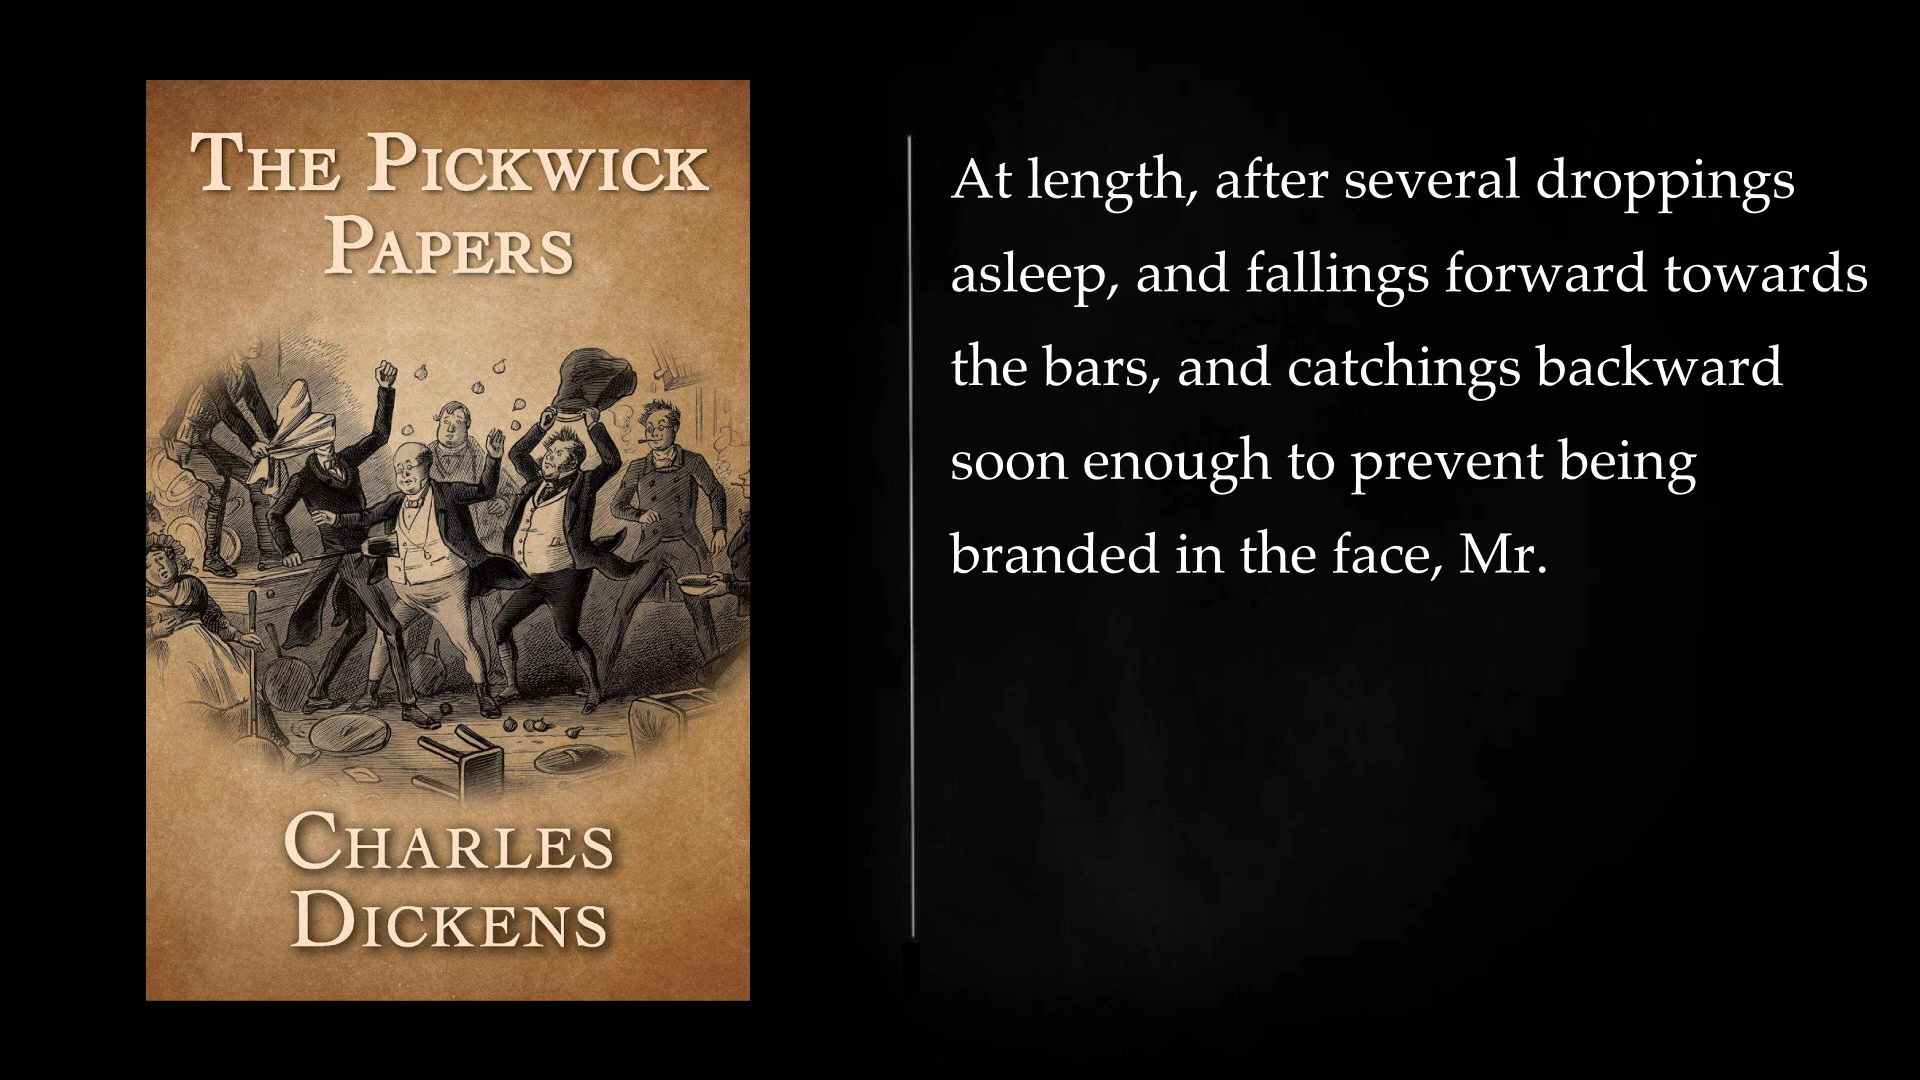 The Pickwick
Papers
Charles
Dickens
At length, after several droppings
asleep, and fallings forward towards
the bars, and catchings backward
soon enough to prevent being
branded in the face, Mr.